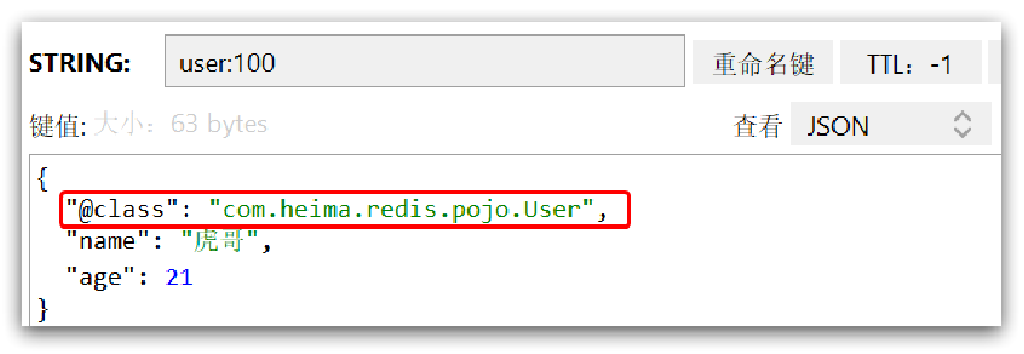 STRING: user:100 重命名键 TTL: -1
键值: 大小: 63 bytes 查看 JSON
{
"@class": "com.heima.redis.pojo.User",
"name": "虎哥",
"age": 21
}